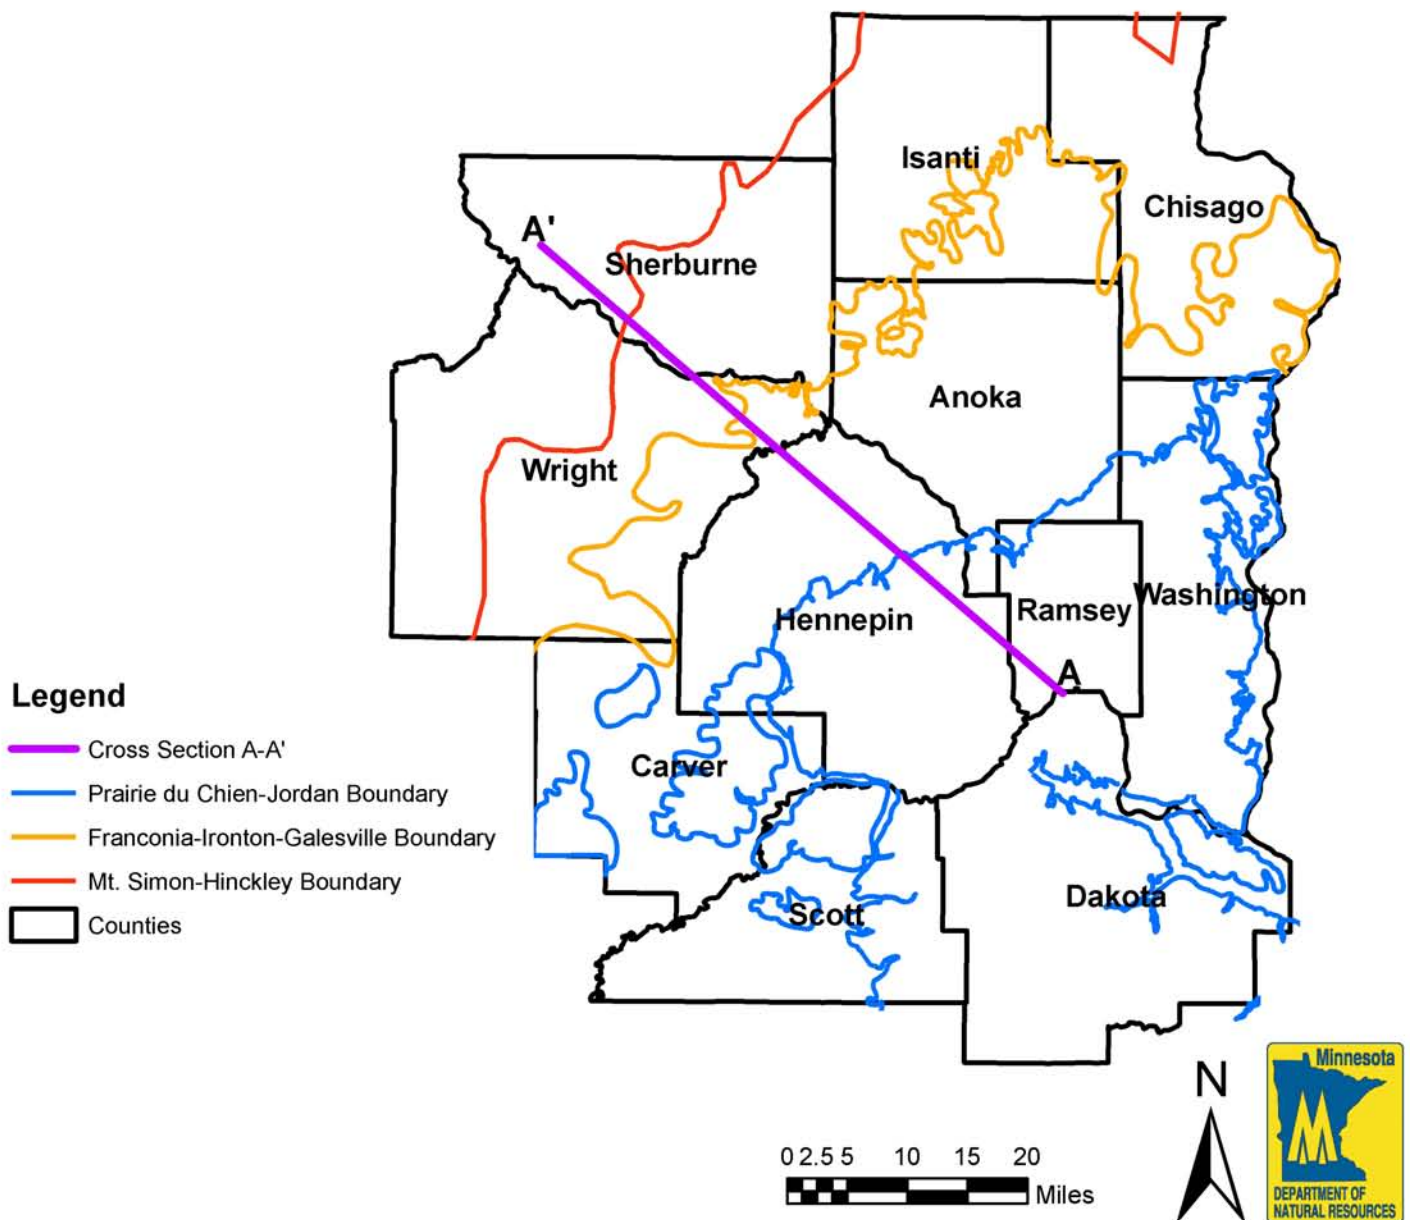 Isanti
Chisago
A'
Sherburne
Anoka
Wright
Washington
Ramsey
Hennepin
A
Legend
Cross Section A-A'
Prairie du Chien-Jordan Boundary
Franconia-Ironton-Galesville Boundary
Mt. Simon-Hinckley Boundary
Counties
Carver
Dakota
Scott
N
Minnesota
DEPARTMENT OF
NATURAL RESOURCES
0 2.5 5 10 15 20
Miles